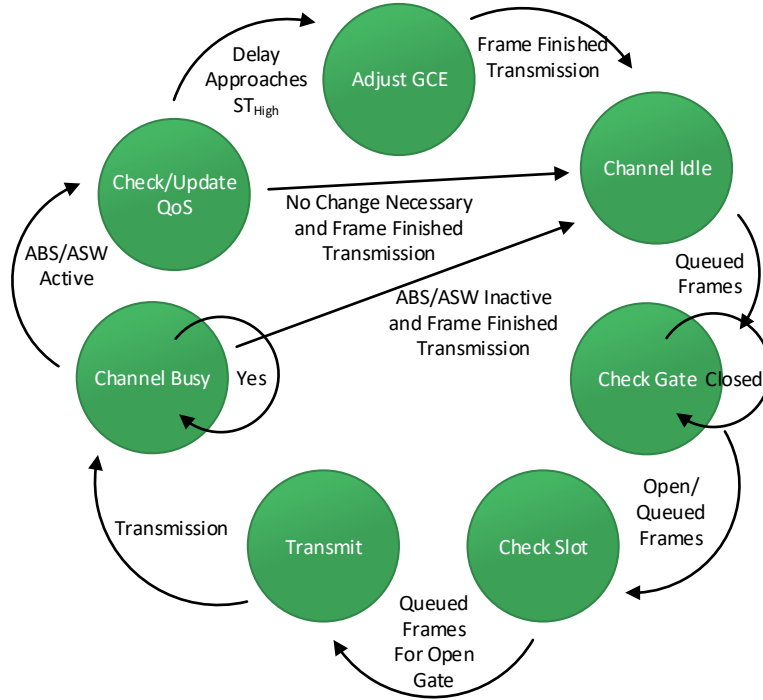 Delay
Approaches
STHigh
Adjust GCE
Frame Finished
Transmission
Check/Update
QoS
Channel Idle
No Change Necessary
and Frame Finished
Transmission
ABS/ASW
Active
Queued
Frames
ABS/ASW Inactive
and Frame Finished
Transmission
Channel Busy
Yes
Check Gate
Closed
Open/
Queued
Frames
Transmission
Transmit
Check Slot
Queued
Frames
For Open
Gate